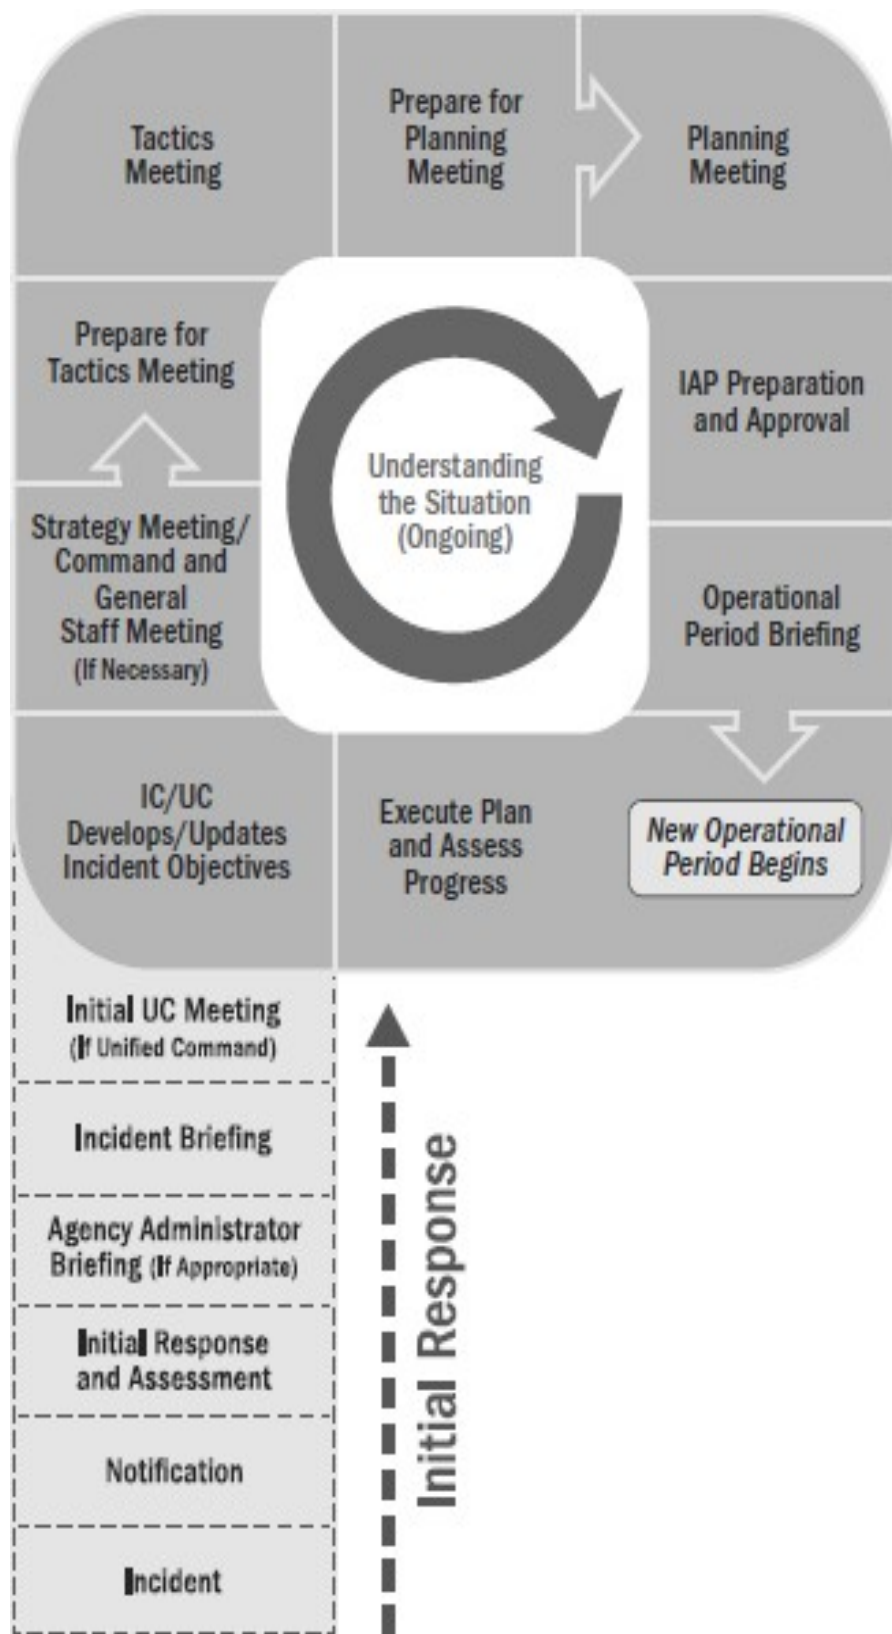 Tactics
Meeting
Prepare for
Planning
Meeting
Planning
Meeting
Prepare for
Tactics Meeting
IAP Preparation
and Approval
Understanding
the Situation
(Ongoing)
Strategy Meeting/
Command and
General
Staff Meeting
(If Necessary)
Operational
Period Briefing
IC/UC
Develops/Updates
Incident Objectives
Execute Plan
and Assess
Progress
New Operational
Period Begins
Initial UC Meeting
(If Unified Command)
Incident Briefing
Agency Administrator
Briefing (If Appropriate)
Initial Response
and Assessment
Notification
Incident
Initial Response